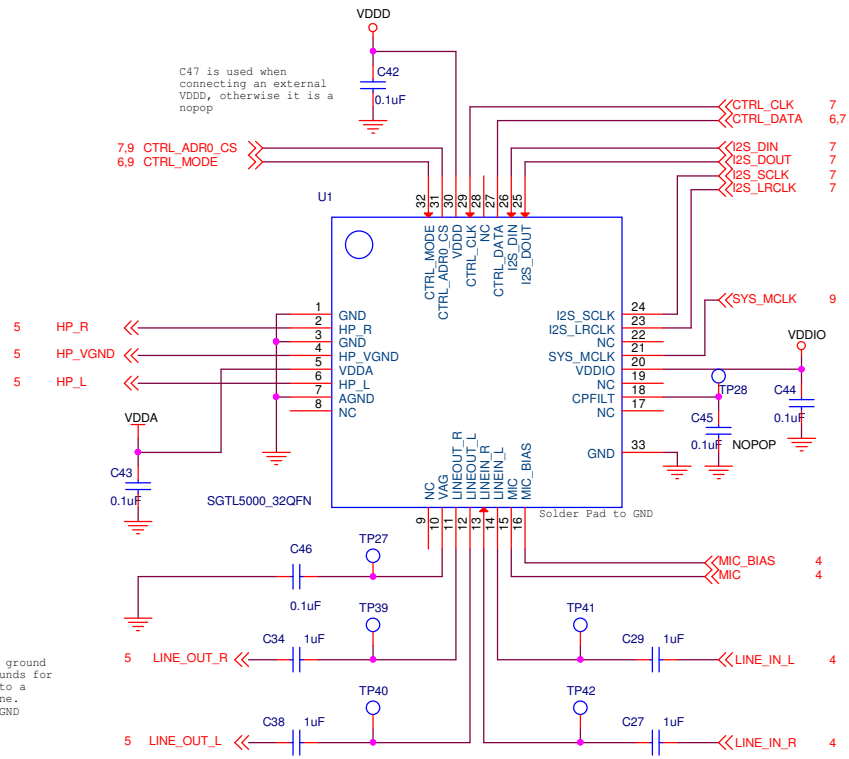 VDDD
C47 is used when
connecting an external
VDDD, otherwise it is a
nopop
C42
0.1uF
CTRL_CLK 7
CTRL_DATA 6,7
7,9 CTRL_ADR0_CS
6,9 CTRL_MODE
I2S_DIN 7
I2S_DOUT 7
I2S_SCLK 7
I2S_LRCLK 7
U1
32 31 30 29 28 27 26 25
CTRL_MODE
CTRL_ADR0_CS
VDDD
CTRL_CLK
NC
CTRL_DATA
I2S_DIN
I2S_DOUT
SYS_MCLK 9
1 GND
2 HP_R
3 GND
4 HP_VGND
5 VDDA
6 HP_L
7 AGND
8 NC
I2S_SCLK 24
I2S_LRCLK 23
NC 22
SYS_MCLK 21
VDDIO 20
NC 19
CPFILT 18
NC 17
GND 33
5 HP_R
5 HP_VGND
5 HP_L
VDDIO
TP28
C44
0.1uF
C45
0.1uF NOPOP
VDDA
C43
0.1uF
SGTL5000_32QFN
Solder Pad to GND
NC
VAG
LINEOUT_R
LINEOUT_L
LINEIN_R
LINEIN_L
MIC
MIC_BIAS
9 10 11 12 13 14 15 16
C46
0.1uF
TP27
MIC_BIAS 4
MIC 4
TP39
C34 1uF
5 LINE_OUT_R
TP41
C29 1uF
LINE_IN_L 4
ground
unds for
to a
ne.
GND
TP40
C38 1uF
5 LINE_OUT_L
TP42
C27 1uF
LINE_IN_R 4